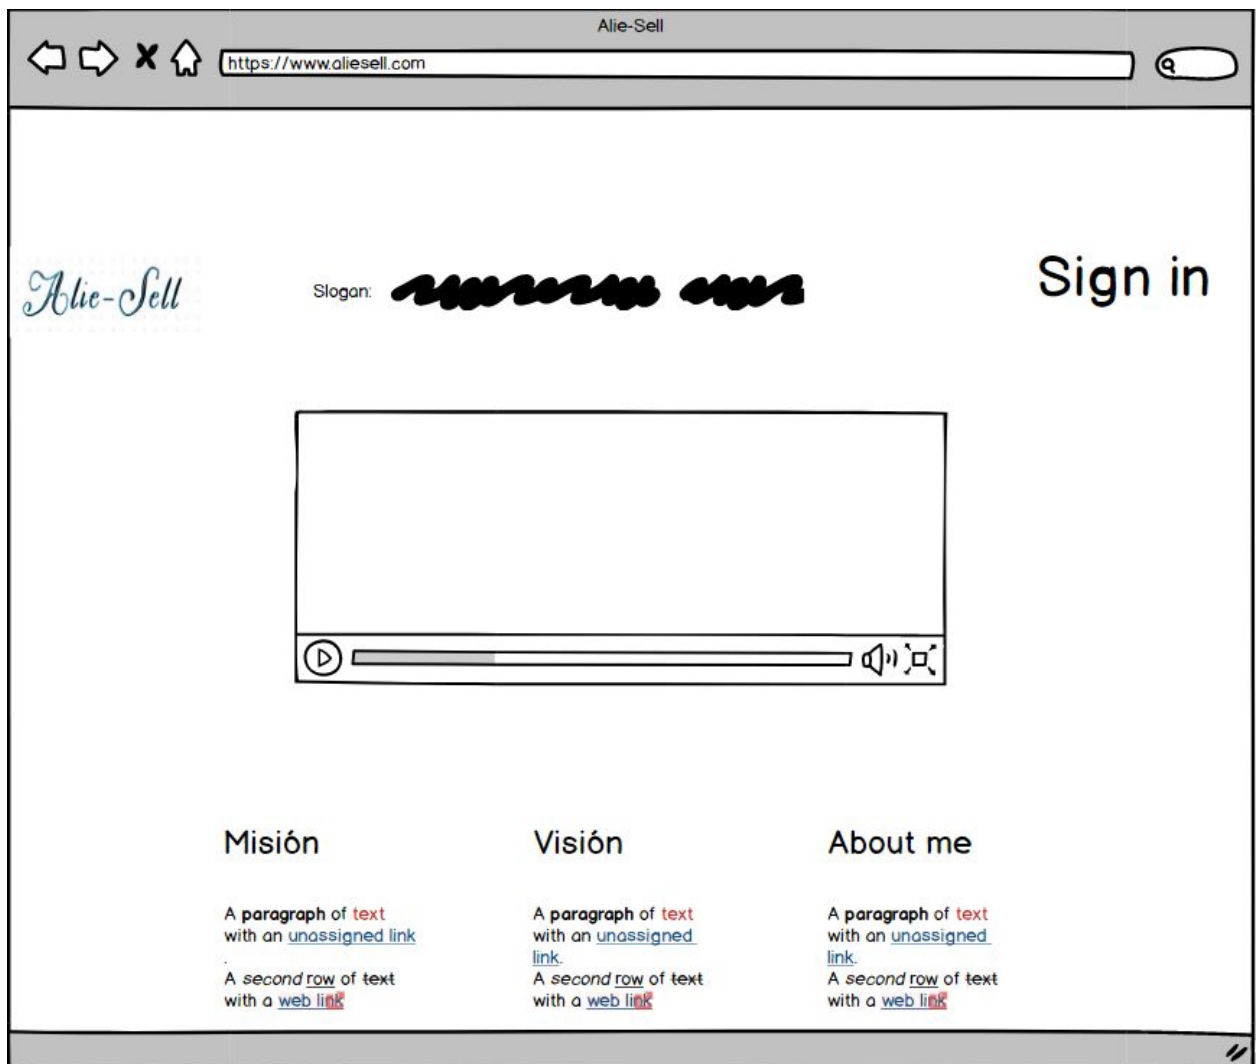 Alie-Sell
https://www.aliesell.com
Alie-Sell
Slogan:
Sign in
Misión
A paragraph of text
with an unassigned link
.
A second row of text
with a web link
Visión
A paragraph of text
with an unassigned
link.
A second row of text
with a web link
About me
A paragraph of text
with an unassigned
link.
A second row of text
with a web link